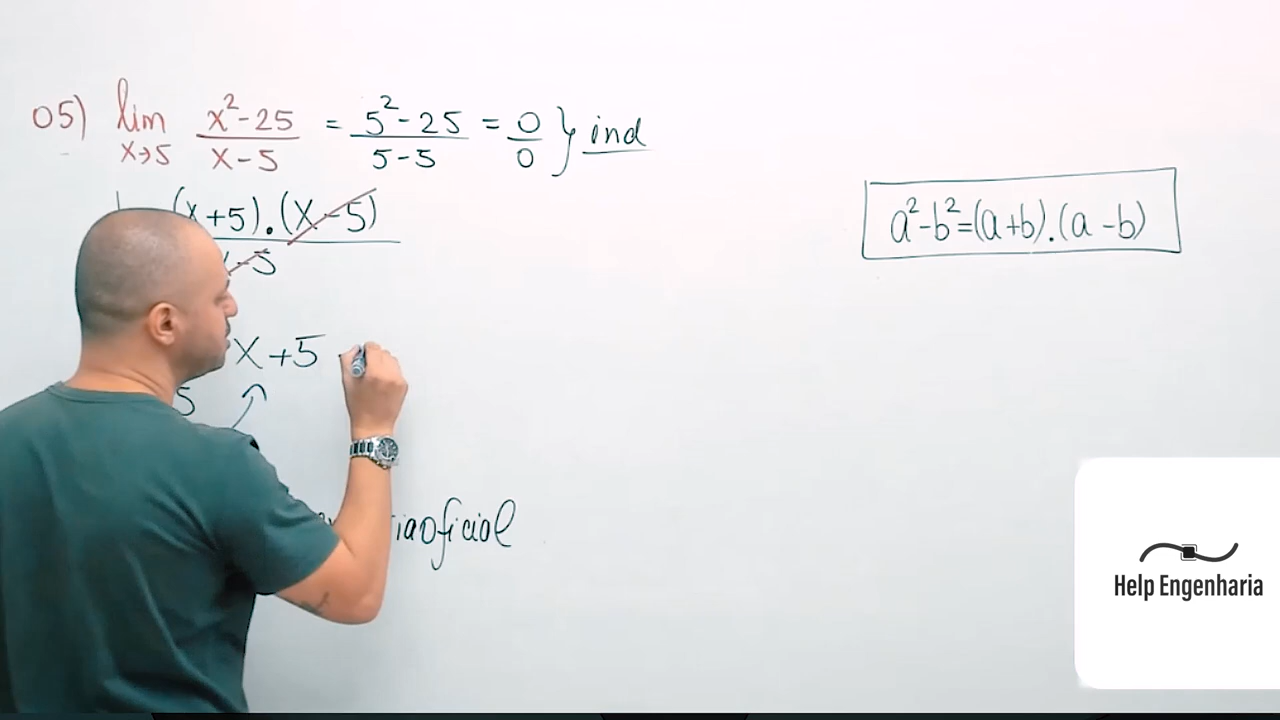 05) lim x→5 x²-25 / x-5 = 5²-25 / 5-5 = 0/0 } ind
(x+5).(x-5)
-5
x+5
5
a²-b²=(a+b).(a-b)
iaoficial
Help Engenharia